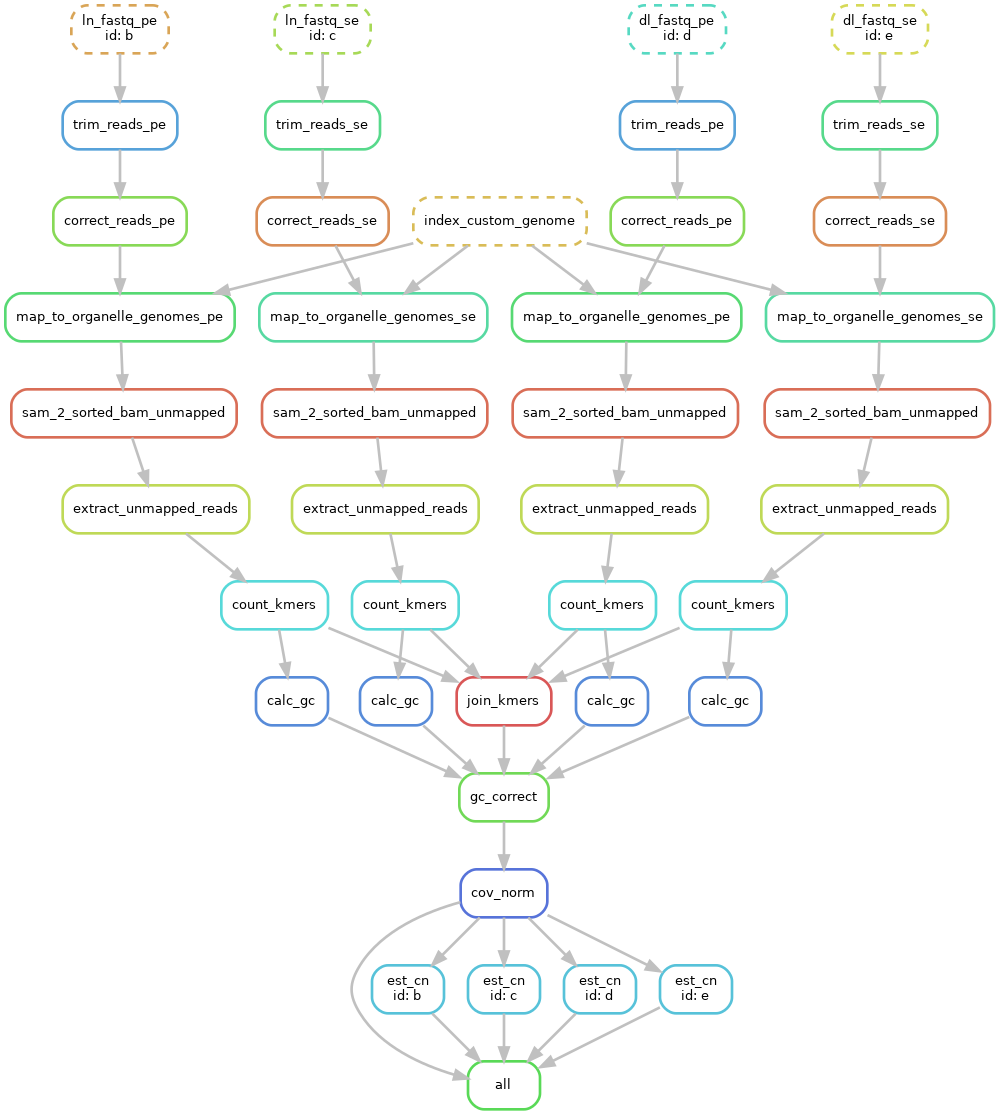 ln_fastq_pe
id: b
ln_fastq_se
id: c
dl_fastq_pe
id: d
dl_fastq_se
id: e
trim_reads_pe
trim_reads_se
trim_reads_pe
trim_reads_se
correct_reads_pe
correct_reads_se
index_custom_genome
correct_reads_pe
correct_reads_se
map_to_organelle_genomes_pe
map_to_organelle_genomes_se
map_to_organelle_genomes_pe
map_to_organelle_genomes_se
sam_2_sorted_bam_unmapped
sam_2_sorted_bam_unmapped
sam_2_sorted_bam_unmapped
sam_2_sorted_bam_unmapped
extract_unmapped_reads
extract_unmapped_reads
extract_unmapped_reads
extract_unmapped_reads
count_kmers
count_kmers
count_kmers
count_kmers
calc_gc
calc_gc
join_kmers
calc_gc
calc_gc
gc_correct
cov_norm
est_cn
id: b
est_cn
id: c
est_cn
id: d
est_cn
id: e
all